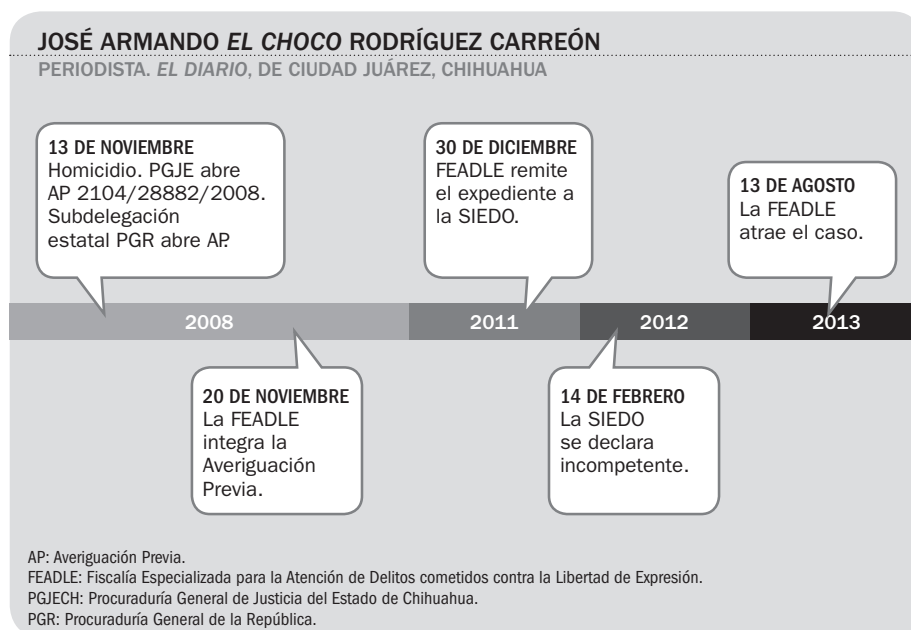 JOSÉ ARMANDO EL CHOCO RODRÍGUEZ CARREÓN
PERIODISTA. EL DIARIO, DE CIUDAD JUÁREZ, CHIHUAHUA
13 DE NOVIEMBRE
Homicidio. PGJE abre
AP 2104/28882/2008.
Subdelegación
estatal PGR abre AP.
30 DE DICIEMBRE
FEADLE remite
el expediente a
la SIEDO.
13 DE AGOSTO
La FEADLE
atrae el caso.
2008
2011
2012
2013
20 DE NOVIEMBRE
La FEADLE
integra la
Averiguación
Previa.
14 DE FEBRERO
La SIEDO
se declara
incompetente.
AP: Averiguación Previa.
FEADLE: Fiscalía Especializada para la Atención de Delitos cometidos contra la Libertad de Expresión.
PGJECH: Procuraduría General de Justicia del Estado de Chihuahua.
PGR: Procuraduría General de la República.